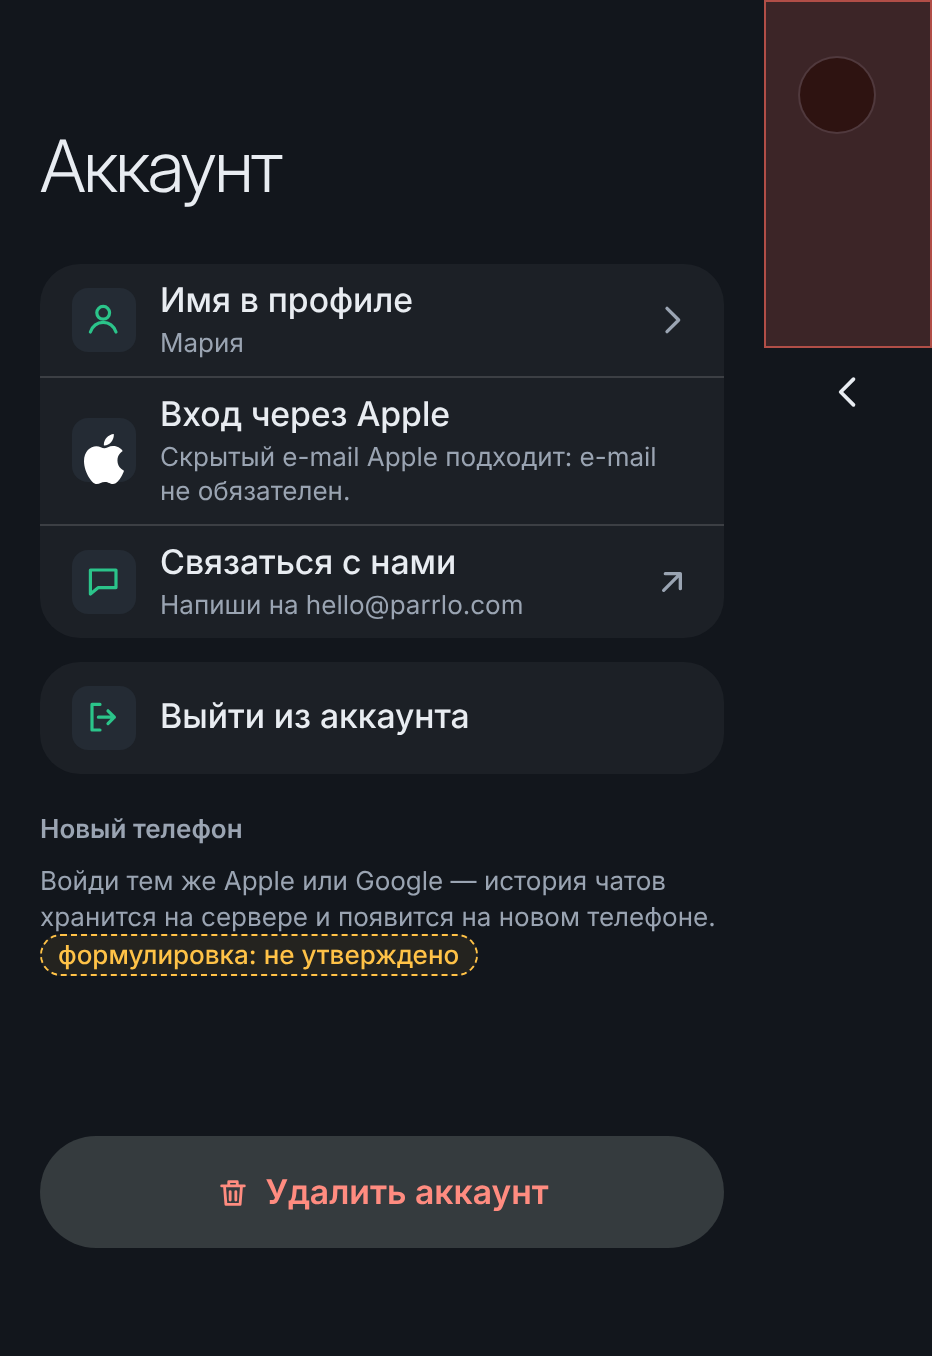 Аккаунт
Имя в профиле
Мария
Вход через Apple
Скрытый e-mail Apple подходит: e-mail
не обязателен.
Связаться с нами
Напиши на hello@parrlo.com
Выйти из аккаунта
Новый телефон
Войди тем же Apple или Google — история чатов
хранится на сервере и появится на новом телефоне.
формулировка: не утверждено
Удалить аккаунт